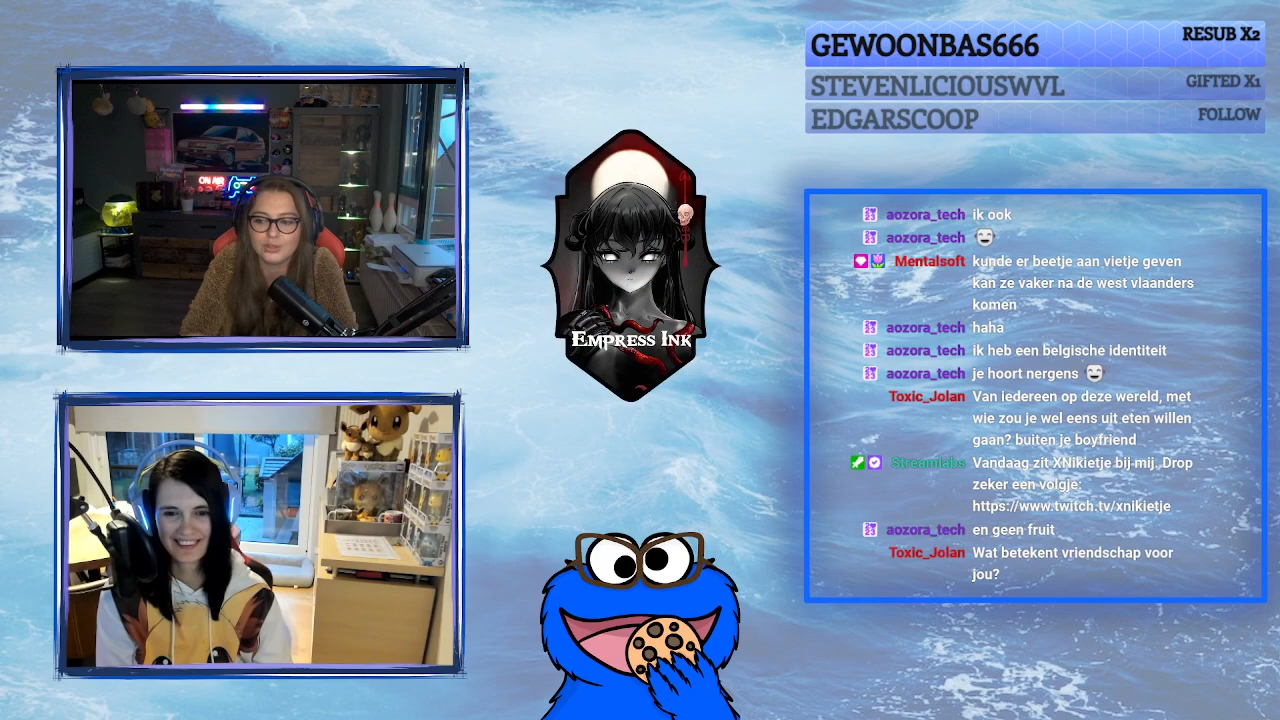 GEWOONBAS666 RESUB X2
STEVENLICIOUSWVL GIFTED X1
EDGARSCOOP FOLLOW
ON AIR
EMPRESS INK
aozora_tech ik ook
aozora_tech
Mentalsoft kunde er beetje aan vietje geven
kan ze vaker na de west vlaanders
komen
aozora_tech haha
aozora_tech ik heb een belgische identiteit
aozora_tech je hoort nergens
Toxic_Jolan Van iedereen op deze wereld, met
wie zou je wel eens uit eten willen
gaan? buiten je boyfriend
Streamlabs Vandaag zit XNikietje bij mij. Drop
zeker een volgje:
https://www.twitch.tv/xnikietje
aozora_tech en geen fruit
Toxic_Jolan Wat betekent vriendschap voor
jou?